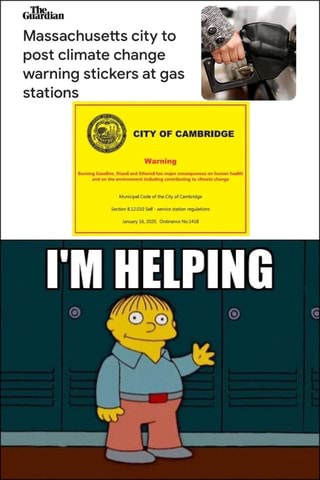 The
Guardian
Massachusetts city to
post climate change
warning stickers at gas
stations
CITY OF CAMBRIDGE
Warning
Burning Gasoline, Diesel and Ethanol has major consequences on human health
and on the environment including contributing to climate change
Municipal Code of the City of Cambridge
Section 8.12.010 Self - service station regulations
January 16, 2020. Ordinance No.1418
I'M HELPING